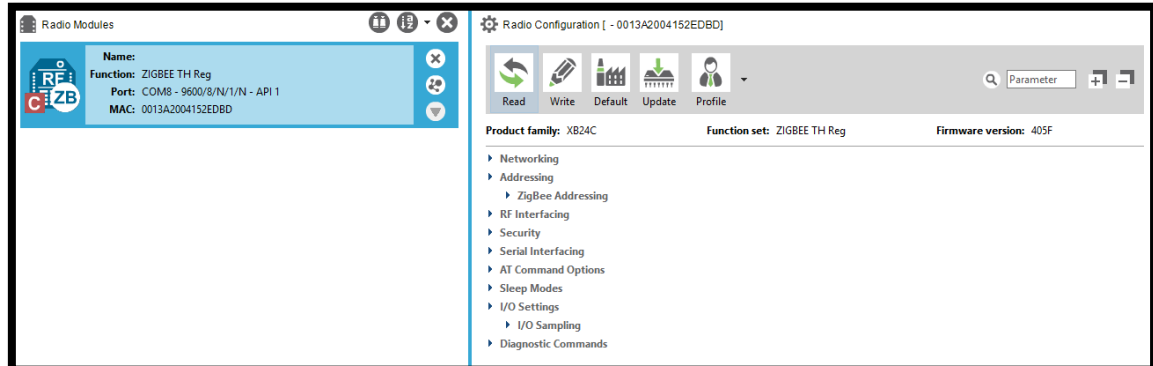 Radio Modules
Name:
Function: ZIGBEE TH Reg
Port: COM8 - 9600/8/N/1/N - API 1
MAC: 0013A2004152EDBD
RF
C ZB
Radio Configuration [ - 0013A2004152EDBD]
Read Write Default Update Profile
Parameter
Product family: XB24C Function set: ZIGBEE TH Reg Firmware version: 405F
Networking
Addressing
ZigBee Addressing
RF Interfacing
Security
Serial Interfacing
AT Command Options
Sleep Modes
I/O Settings
I/O Sampling
Diagnostic Commands